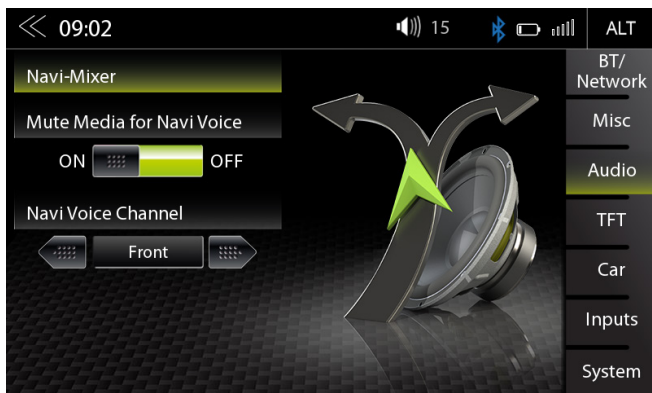 09:02
15
ALT
Navi-Mixer
Mute Media for Navi Voice
ON OFF
Navi Voice Channel
Front
BT/
Network
Misc
Audio
TFT
Car
Inputs
System